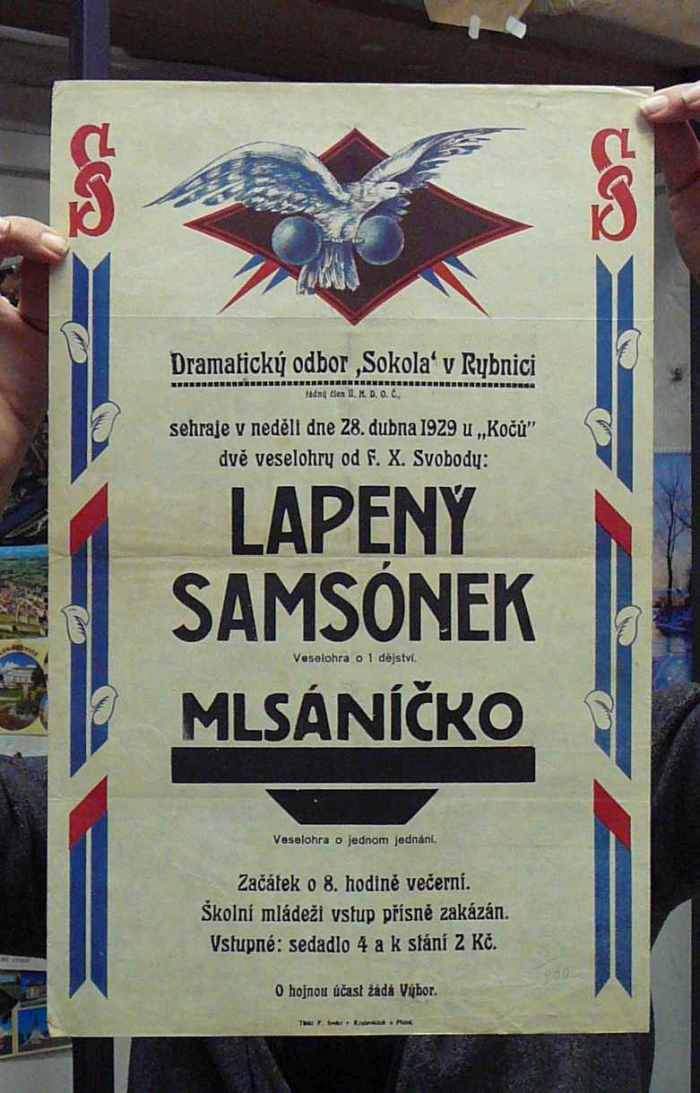 Dramatický odbor ‚Sokola‘ v Rybnici
řádný člen Ú. M. D. O. Č.,
sehraje v neděli dne 28. dubna 1929 u „Kočů”
dvě veselohry od F. X. Svobody:
LAPENÝ
SAMSÓNEK
Veselohra o 1 dějství.
MLSÁNÍČKO
Veselohra o jednom jednání.
Začátek o 8. hodině večerní.
Školní mládeži vstup přísně zakázán.
Vstupné: sedadlo 4 a k stání 2 Kč.
O hojnou účast žádá Výbor.